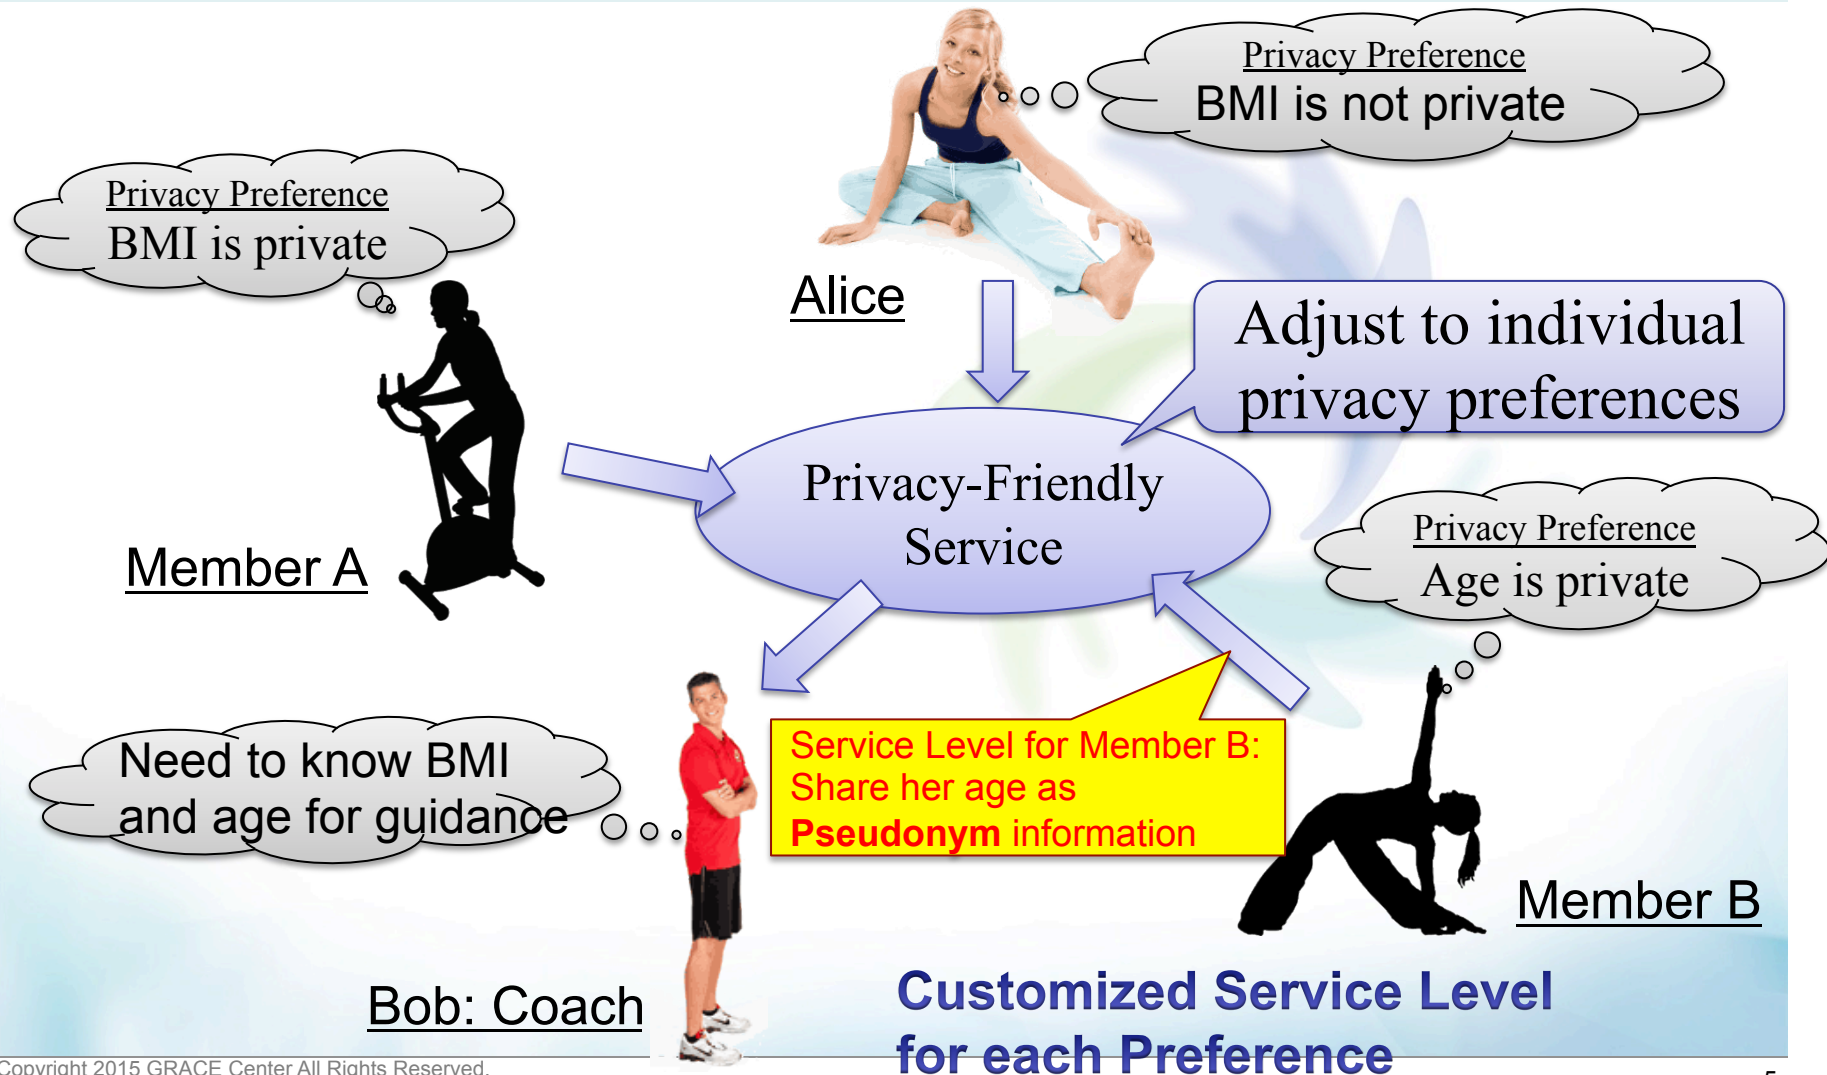 Privacy Preference
BMI is not private
Privacy Preference
BMI is private
Alice
Adjust to individual
privacy preferences
Privacy-Friendly
Service
Privacy Preference
Age is private
Member A
Need to know BMI
and age for guidance
Service Level for Member B:
Share her age as
Pseudonym information
Member B
Bob: Coach
Customized Service Level
for each Preference
Copyright 2015 GRACE Center All Rights Reserved.
5